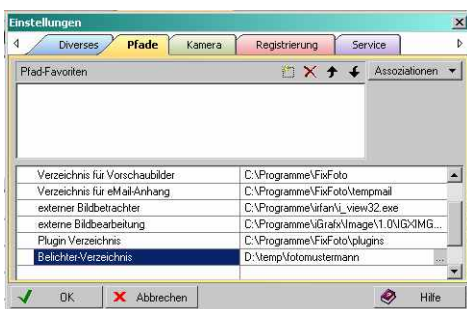 Einstellungen
Diverses Pfade Kamera Registrierung Service
Pfad-Favoriten Assoziationen
Verzeichnis für Vorschaubilder C:\Programme\FixFoto
Verzeichnis für eMail-Anhang C:\Programme\FixFoto\tempmail
externer Bildbetrachter C:\Programme\irfan\i_view32.exe
externe Bildbearbeitung C:\Programme\iGrafx\Image\1.0\IGXIMG...
Plugin Verzeichnis C:\Programme\FixFoto\plugins
Belichter-Verzeichnis D:\temp\fotomustermann ...
OK Abbrechen Hilfe